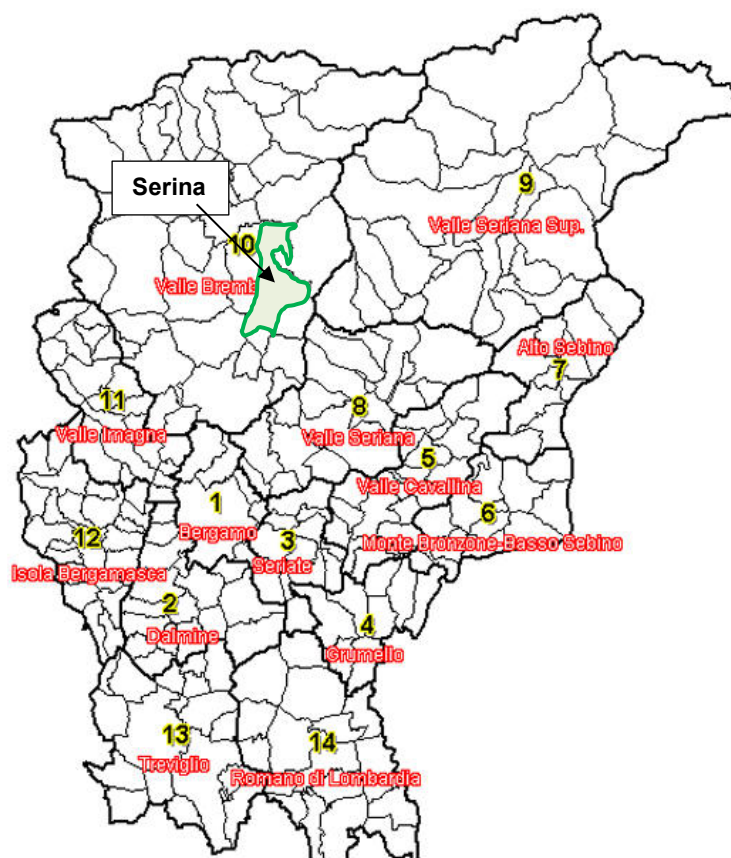 9
Serina
Valle Seriana Sup.
10
Valle Bremb
Alto Sebino
7
11
8
Valle Imagna
Valle Seriana
5
Valle Cavallina
1
6
Bergamo
12
3
Monte Bronzone-Basso Sebino
Seriate
Isola Bergamasca
2
4
Dalmine
Grumello
13
14
Treviglio
Romano di Lombardia